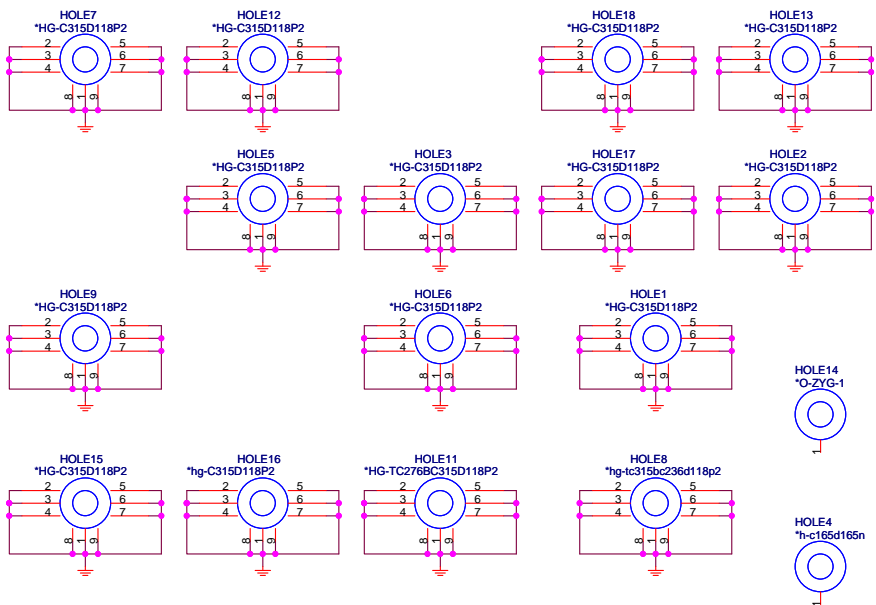 HOLE7
*HG-C315D118P2
2 5
3 6
4 7
8 1 9
HOLE12
*HG-C315D118P2
2 5
3 6
4 7
8 1 9
HOLE18
*HG-C315D118P2
2 5
3 6
4 7
8 1 9
HOLE13
*HG-C315D118P2
2 5
3 6
4 7
8 1 9
HOLE5
*HG-C315D118P2
2 5
3 6
4 7
8 1 9
HOLE3
*HG-C315D118P2
2 5
3 6
4 7
8 1 9
HOLE17
*HG-C315D118P2
2 5
3 6
4 7
8 1 9
HOLE2
*HG-C315D118P2
2 5
3 6
4 7
8 1 9
HOLE9
*HG-C315D118P2
2 5
3 6
4 7
8 1 9
HOLE6
*HG-C315D118P2
2 5
3 6
4 7
8 1 9
HOLE1
*HG-C315D118P2
2 5
3 6
4 7
8 1 9
HOLE14
*O-ZYG-1
1
HOLE15
*HG-C315D118P2
2 5
3 6
4 7
8 1 9
HOLE16
*hg-C315D118P2
2 5
3 6
4 7
8 1 9
HOLE11
*HG-TC276BC315D118P2
2 5
3 6
4 7
8 1 9
HOLE8
*hg-tc315bc236d118p2
2 5
3 6
4 7
8 1 9
HOLE4
*h-c165d165n
1